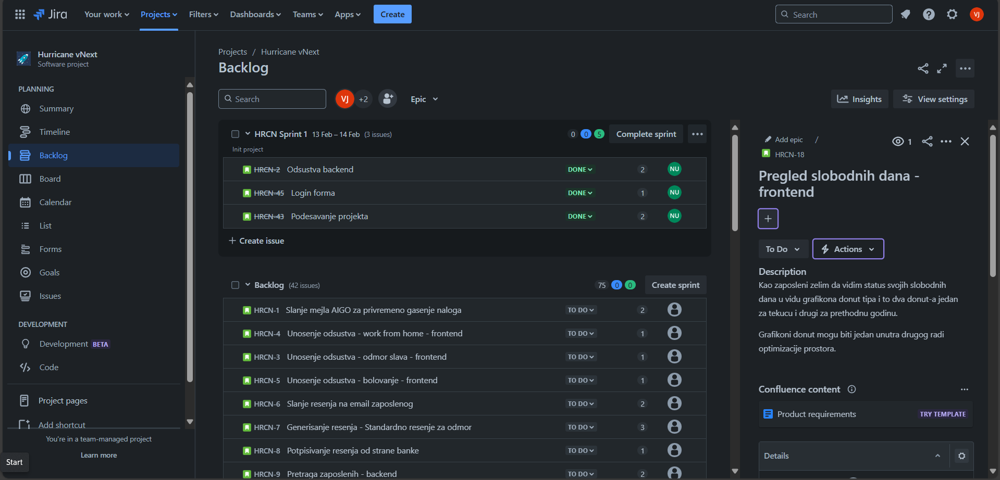 Jira
Your work
Projects
Filters
Dashboards
Teams
Apps
Create
Search
VJ
Hurricane vNext
Software project
PLANNING
Summary
Timeline
Backlog
Board
Calendar
List
Forms
Goals
Issues
DEVELOPMENT
Development BETA
Code
Project pages
Add shortcut
You're in a team-managed project
Learn more
Start
Projects / Hurricane vNext
Backlog
Search
VJ +2
Epic
Insights
View settings
HRCN Sprint 1 13 Feb – 14 Feb (3 issues) 0 0 5 Complete sprint
Init project
HRCN-2 Odsustva backend DONE 2 NU
HRCN-45 Login forma DONE 1 NU
HRCN-43 Podesavanje projekta DONE 2 NU
+ Create issue
Backlog (42 issues) 75 0 0 Create sprint
HRCN-1 Slanje mejla AIGO za privremeno gasenje naloga TO DO 2
HRCN-4 Unosenje odsustva - work from home - frontend TO DO 1
HRCN-3 Unosenje odsustva - odmor slava - frontend TO DO 1
HRCN-5 Unosenje odsustva - bolovanje - frontend TO DO 1
HRCN-6 Slanje resenja na email zaposlenog TO DO 2
HRCN-7 Generisanje resenja - Standardno resenje za odmor TO DO 3
HRCN-8 Potpisivanje resenja od strane banke TO DO 1
HRCN-9 Pretraga zaposlenih - backend TO DO 2
Add epic /
1
HRCN-18
Pregled slobodnih dana -
frontend
To Do
Actions
Description
Kao zaposleni zelim da vidim status svojih slobodnih
dana u vidu grafikona donut tipa i to dva donut-a jedan
za tekucu i drugi za prethodnu godinu.
Grafikoni donut mogu biti jedan unutra drugog radi
optimizacije prostora.
Confluence content
Product requirements TRY TEMPLATE
Details